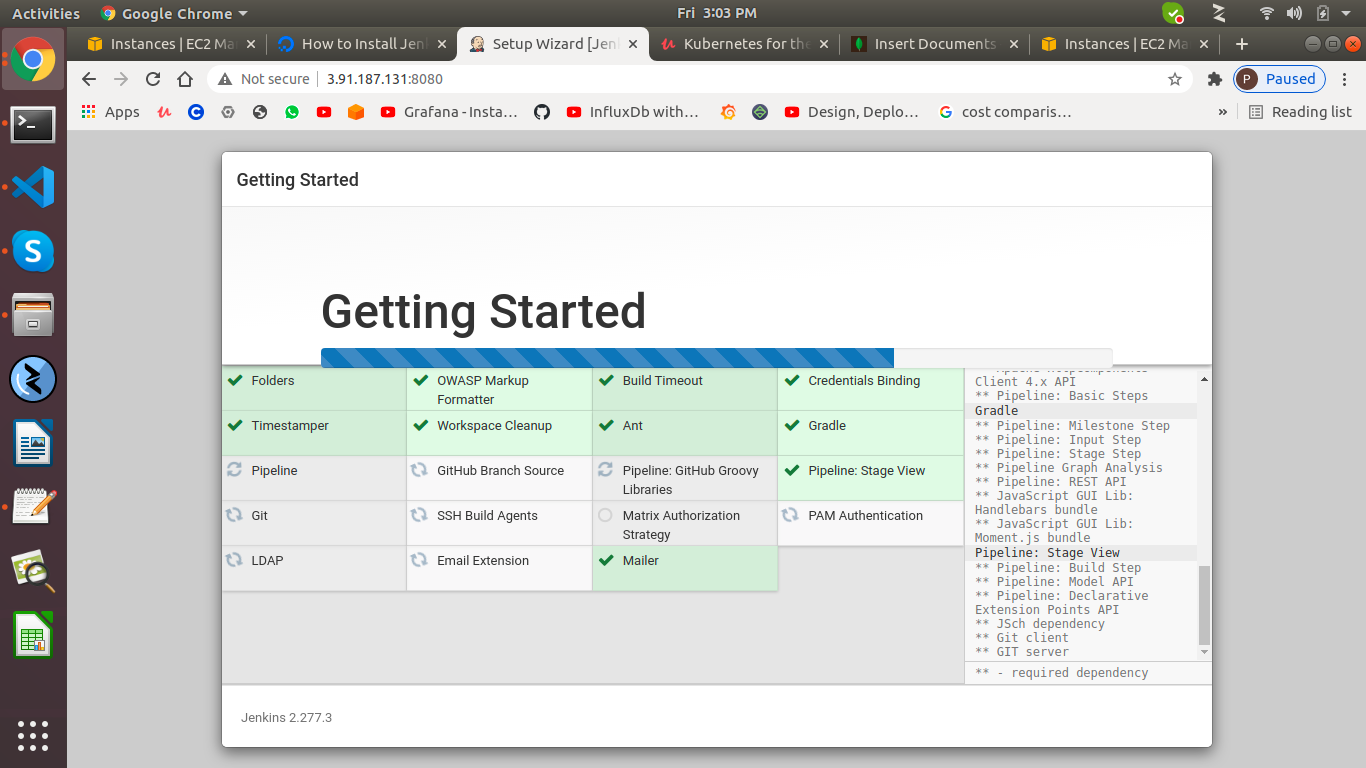 Activities
Google Chrome
Fri 3:03 PM
Instances | EC2 Ma
How to Install Jen
Setup Wizard [Jen
Kubernetes for the
Insert Documents
Instances | EC2 Ma
Not secure
3.91.187.131:8080
P
Paused
Apps
Grafana - Insta...
InfluxDb with...
Design, Deplo...
cost comparis...
»
Reading list
Getting Started
Getting Started
Folders
OWASP Markup
Formatter
Build Timeout
Credentials Binding
Timestamper
Workspace Cleanup
Ant
Gradle
Pipeline
GitHub Branch Source
Pipeline: GitHub Groovy
Libraries
Pipeline: Stage View
Git
SSH Build Agents
Matrix Authorization
Strategy
PAM Authentication
LDAP
Email Extension
Mailer
Client 4.x API
** Pipeline: Basic Steps
Gradle
** Pipeline: Milestone Step
** Pipeline: Input Step
** Pipeline: Stage Step
** Pipeline Graph Analysis
** Pipeline: REST API
** JavaScript GUI Lib:
Handlebars bundle
** JavaScript GUI Lib:
Moment.js bundle
Pipeline: Stage View
** Pipeline: Build Step
** Pipeline: Model API
** Pipeline: Declarative
Extension Points API
** JSch dependency
** Git client
** GIT server
** - required dependency
Jenkins 2.277.3